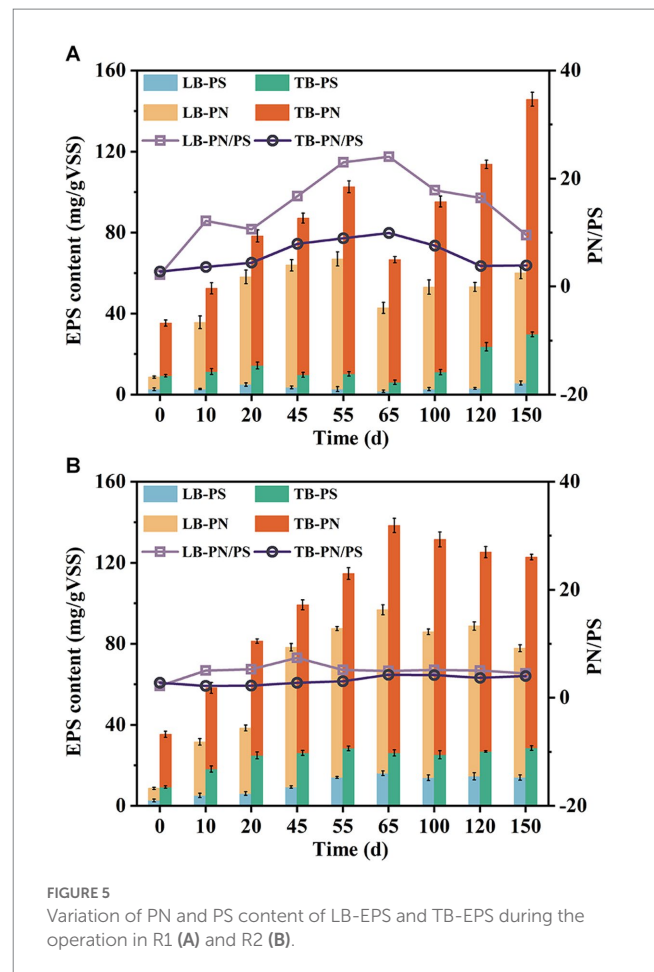 A
160
120
80
40
0
EPS content (mg/gVSS)
LB-PS
TB-PS
LB-PN
TB-PN
LB-PN/PS
TB-PN/PS
40
20
0
-20
PN/PS
0 10 20 45 55 65 100 120 150
Time (d)
B
160
120
80
40
0
EPS content (mg/gVSS)
LB-PS
TB-PS
LB-PN
TB-PN
LB-PN/PS
TB-PN/PS
40
20
0
-20
PN/PS
0 10 20 45 55 65 100 120 150
Time (d)
FIGURE 5
Variation of PN and PS content of LB-EPS and TB-EPS during the
operation in R1 (A) and R2 (B).